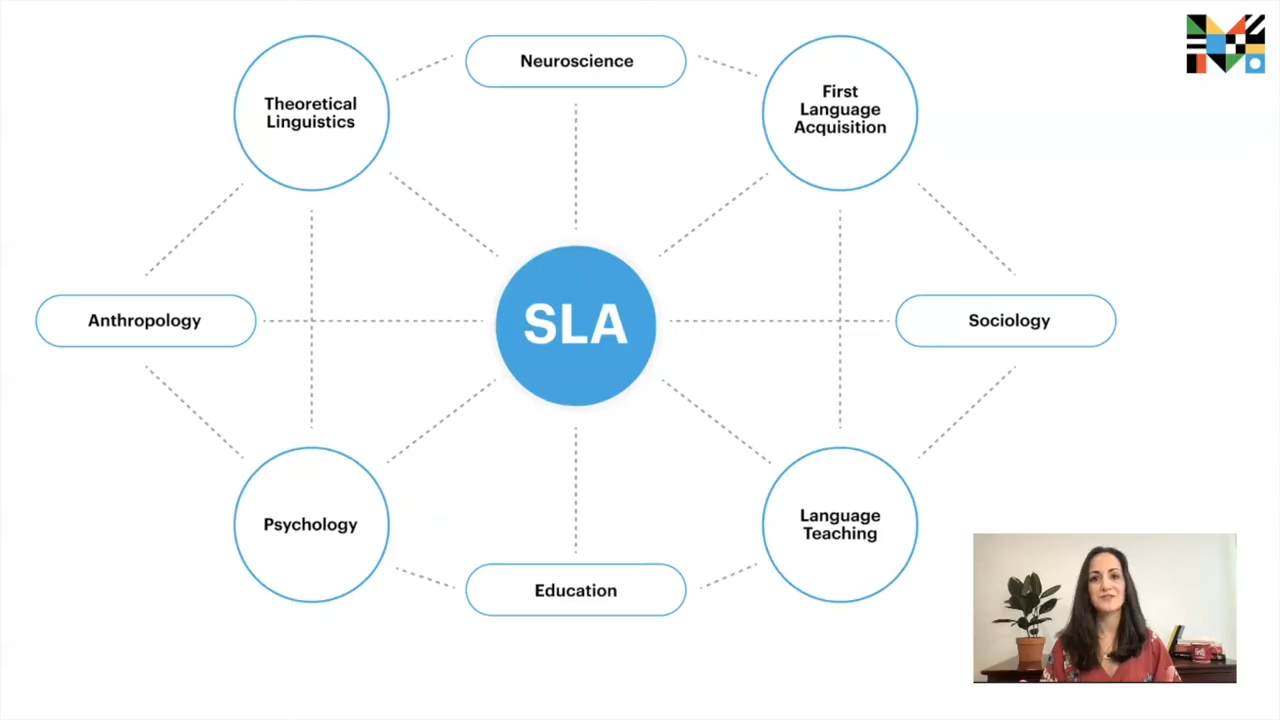 Neuroscience
Theoretical
Linguistics
First
Language
Acquisition
Anthropology
SLA
Sociology
Psychology
Language
Teaching
Education